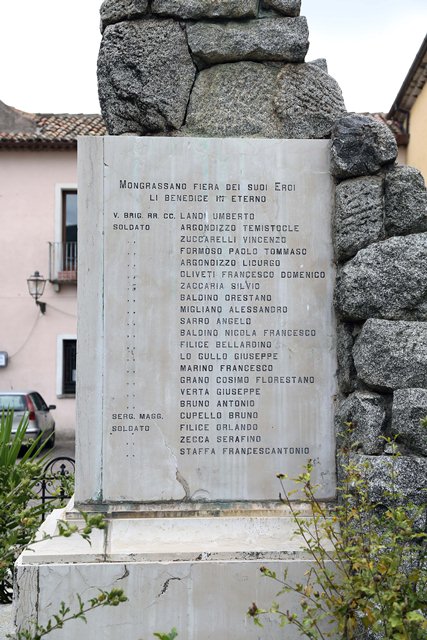 MONGRASSANO FIERA DEI SUOI EROI
LI BENEDICE IN ETERNO
V. BRIG. RR. CC. LANDI UMBERTO
SOLDATO ARGONDIZZO TEMISTOCLE
" " ZUCCARELLI VINCENZO
" " FORMOSO PAOLO TOMMASO
" " ARGONDIZZO LICURGO
" " OLIVETI FRANCESCO DOMENICO
" " ZACCARIA SILVIO
" " BALDINO ORESTANO
" " MIGLIANO ALESSANDRO
" " SARRO ANGELO
" " BALDINO NICOLA FRANCESCO
" " FILICE BELLARDINO
" " LO GULLO GIUSEPPE
" " MARINO FRANCESCO
" " GRANO COSIMO FLORESTANO
" " VERTA GIUSEPPE
" " BRUNO ANTONIO
SERG. MAGG. CUPELLO BRUNO
SOLDATO FILICE ORLANDO
" " ZECCA SERAFINO
" " STAFFA FRANCESCANTONIO